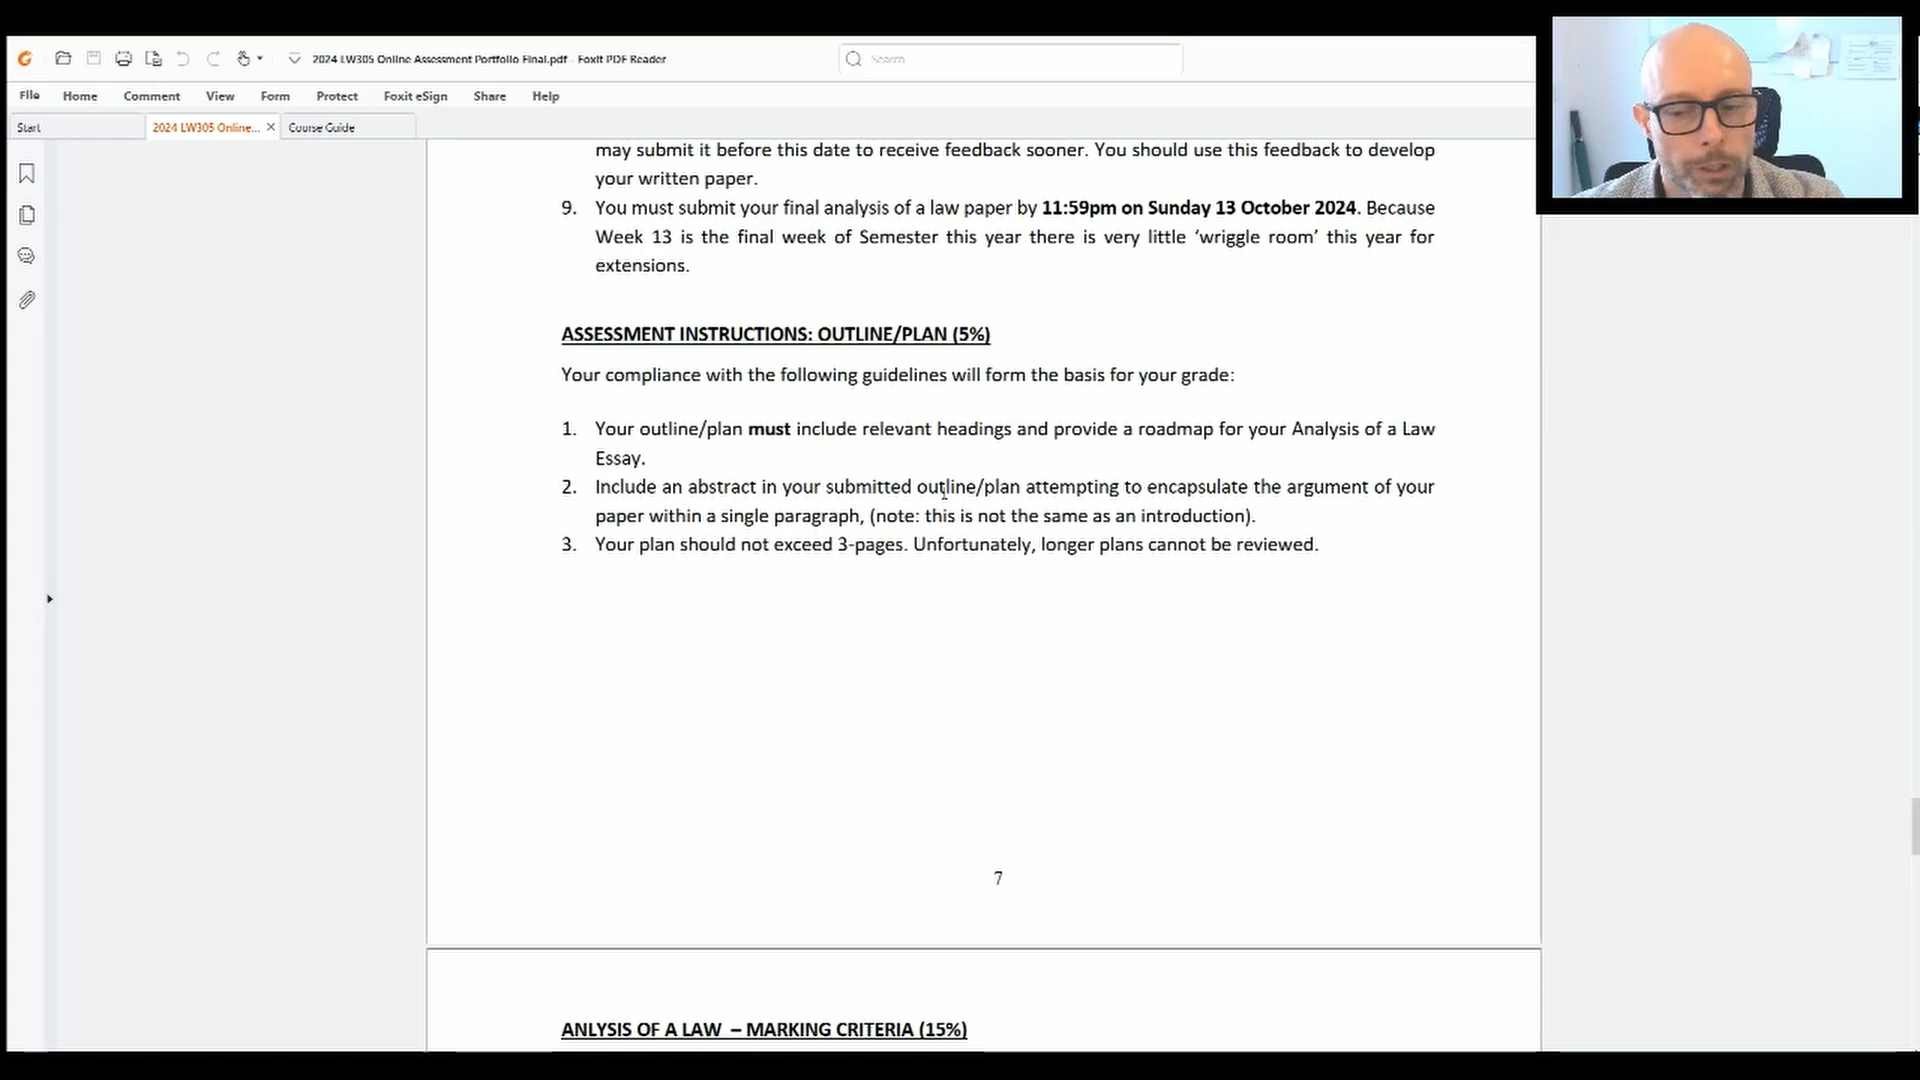 2024 LW305 Online Assessment Portfolio Final.pdf - Foxit PDF Reader
Search
File Home Comment View Form Protect Foxit eSign Share Help
Start
2024 LW305 Online...
Course Guide
may submit it before this date to receive feedback sooner. You should use this feedback to develop
your written paper.
9. You must submit your final analysis of a law paper by 11:59pm on Sunday 13 October 2024. Because
Week 13 is the final week of Semester this year there is very little ‘wriggle room’ this year for
extensions.
ASSESSMENT INSTRUCTIONS: OUTLINE/PLAN (5%)
Your compliance with the following guidelines will form the basis for your grade:
1. Your outline/plan must include relevant headings and provide a roadmap for your Analysis of a Law
Essay.
2. Include an abstract in your submitted outline/plan attempting to encapsulate the argument of your
paper within a single paragraph, (note: this is not the same as an introduction).
3. Your plan should not exceed 3-pages. Unfortunately, longer plans cannot be reviewed.
7
ANLYSIS OF A LAW – MARKING CRITERIA (15%)